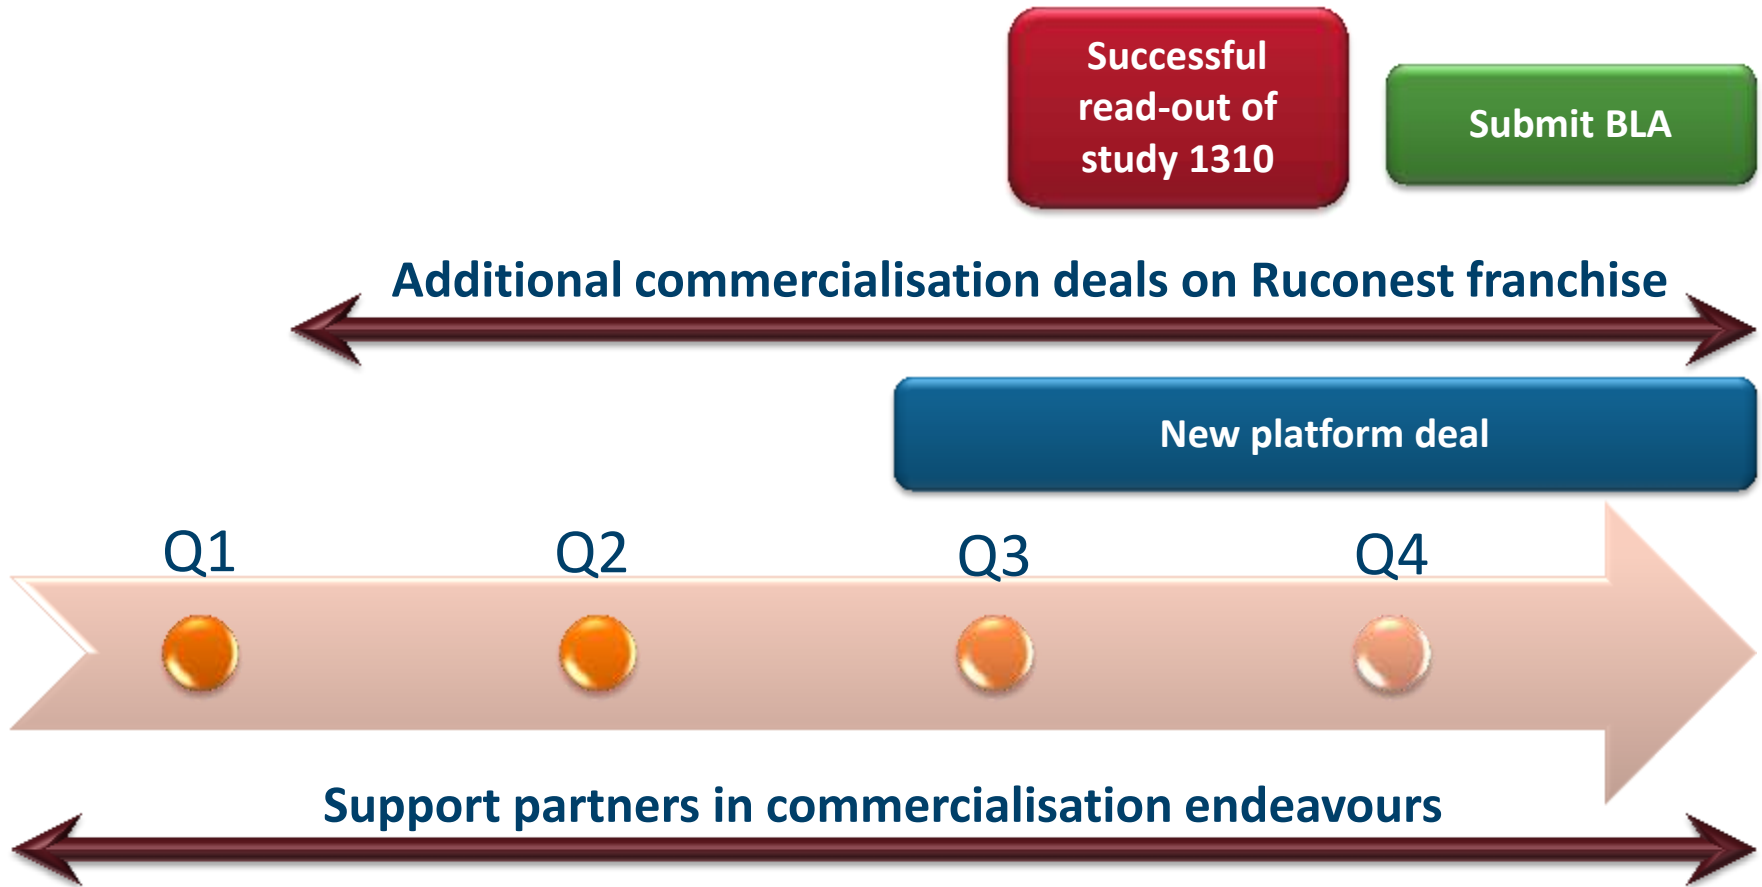 Successful
read-out of
study 1310
Submit BLA
Additional commercialisation deals on Ruconest franchise
New platform deal
Q1
Q2
Q3
Q4
Support partners in commercialisation endeavours